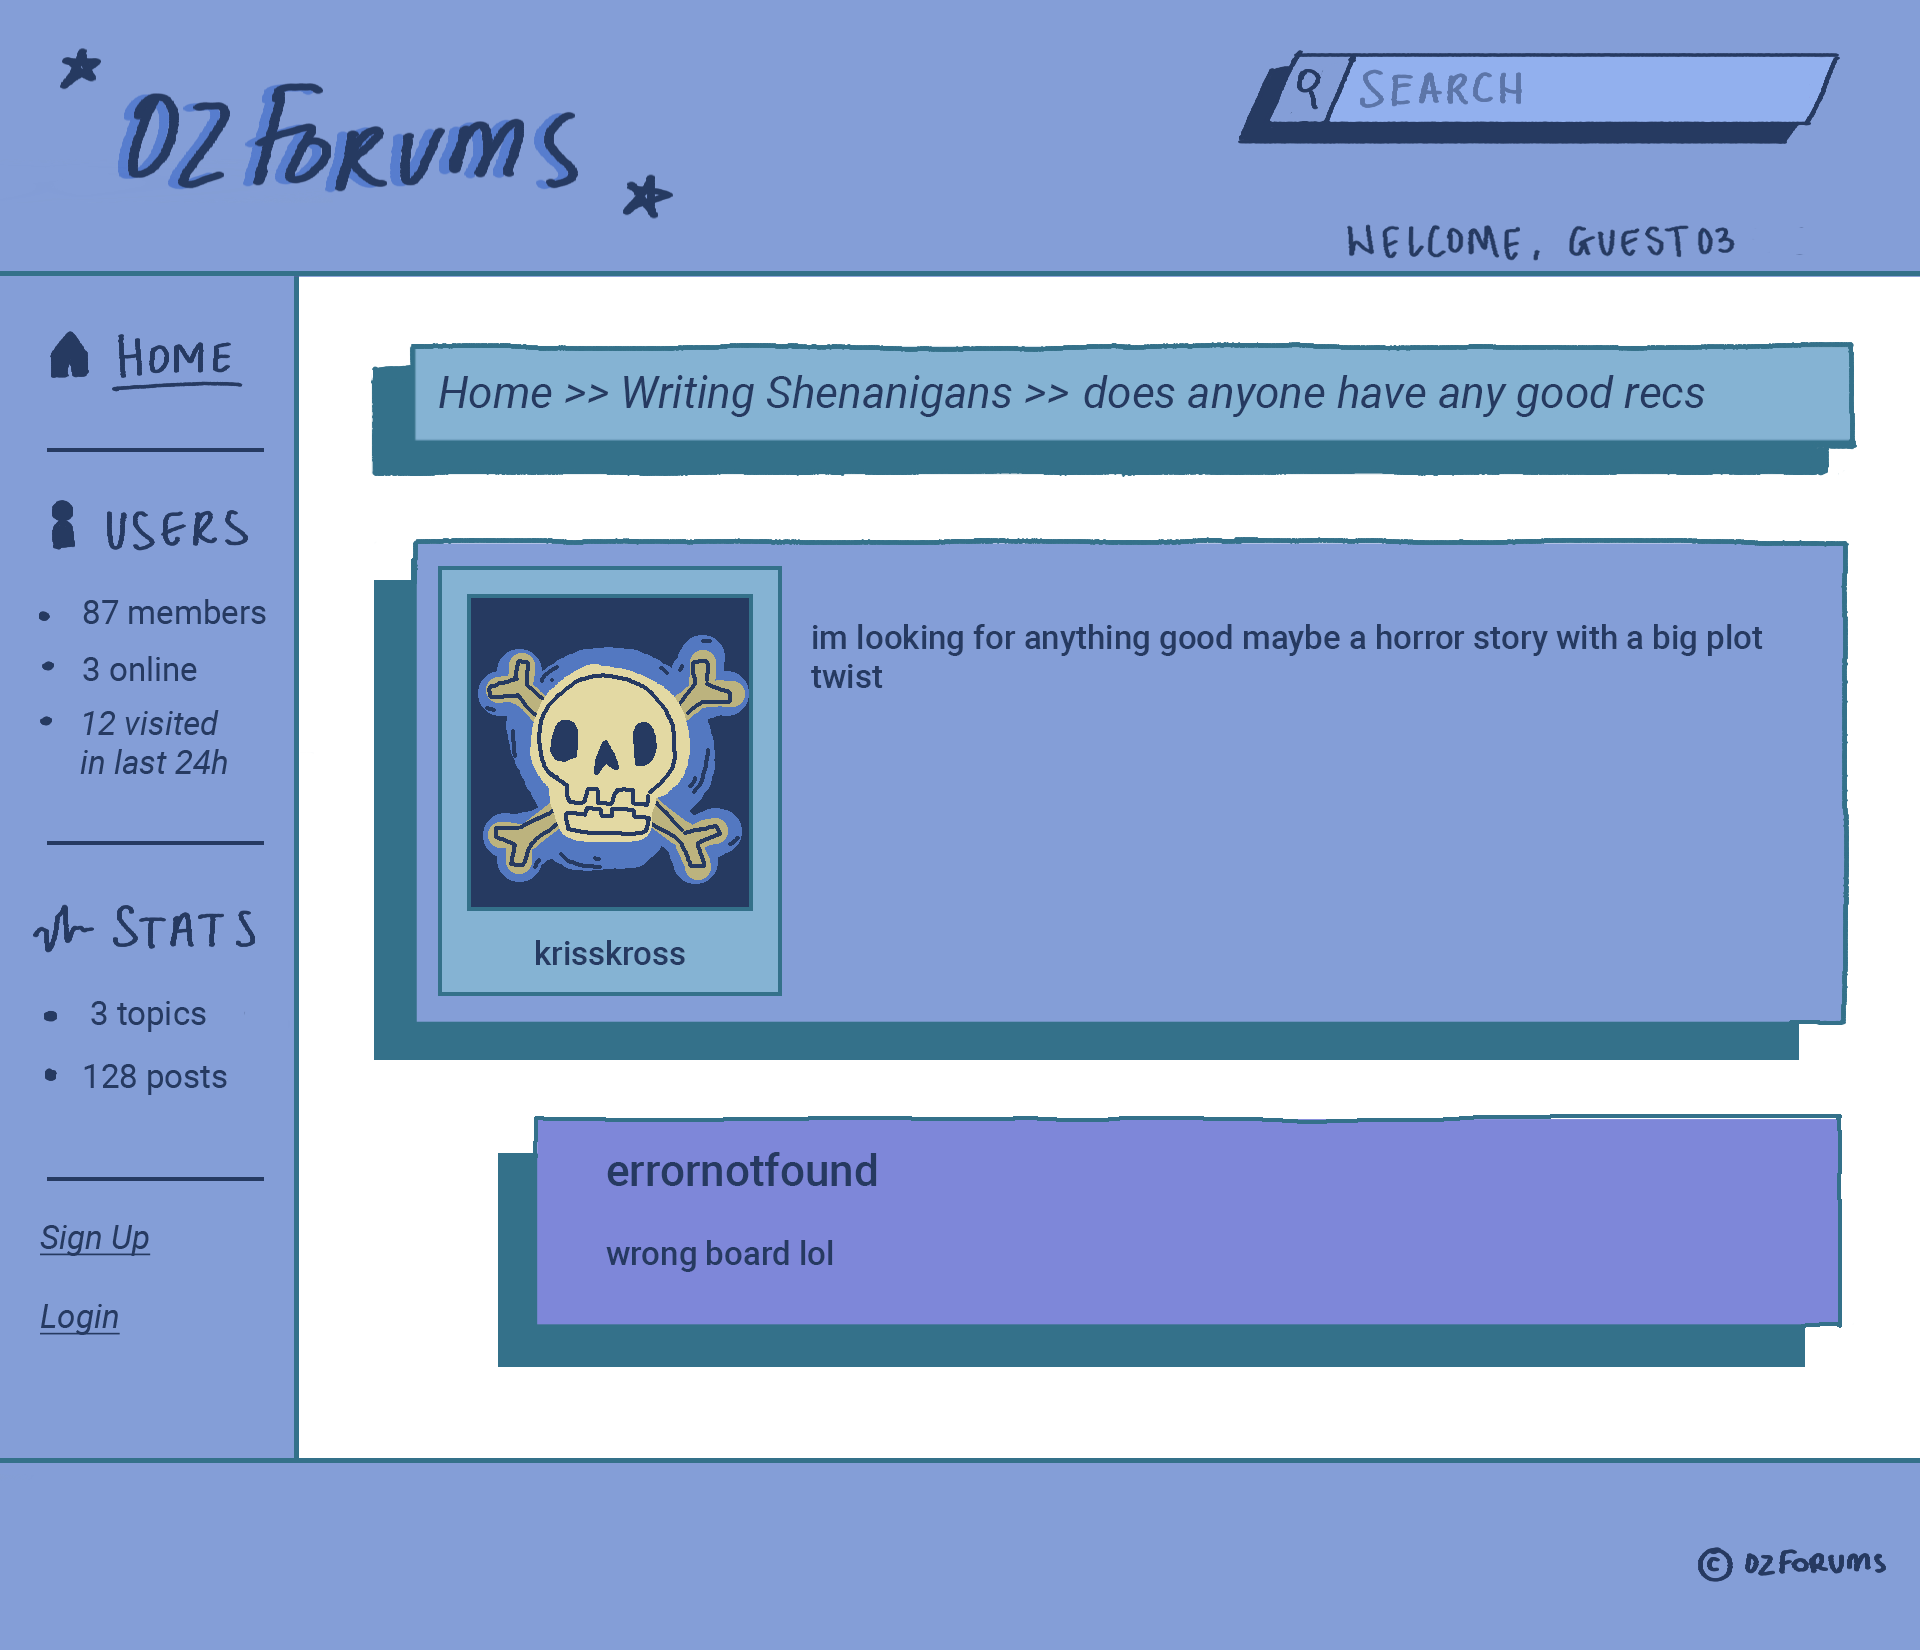 OZ FORUMS
SEARCH
WELCOME, GUEST03
HOME
USERS
87 members
3 online
12 visited
in last 24h
STATS
3 topics
128 posts
Sign Up
Login
Home >> Writing Shenanigans >> does anyone have any good recs
im looking for anything good maybe a horror story with a big plot
twist
krisskross
errornotfound
wrong board lol
© OZFORUMS